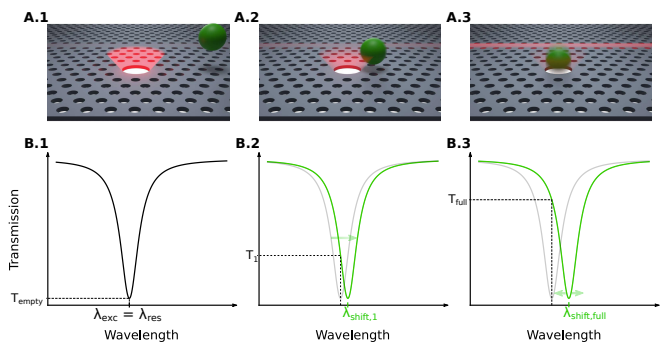 A.1
A.2
A.3
B.1
B.2
B.3
Transmission
T_empty
λ_exc = λ_res
Wavelength
T_1
λ_shift,1
Wavelength
T_full
λ_shift,full
Wavelength